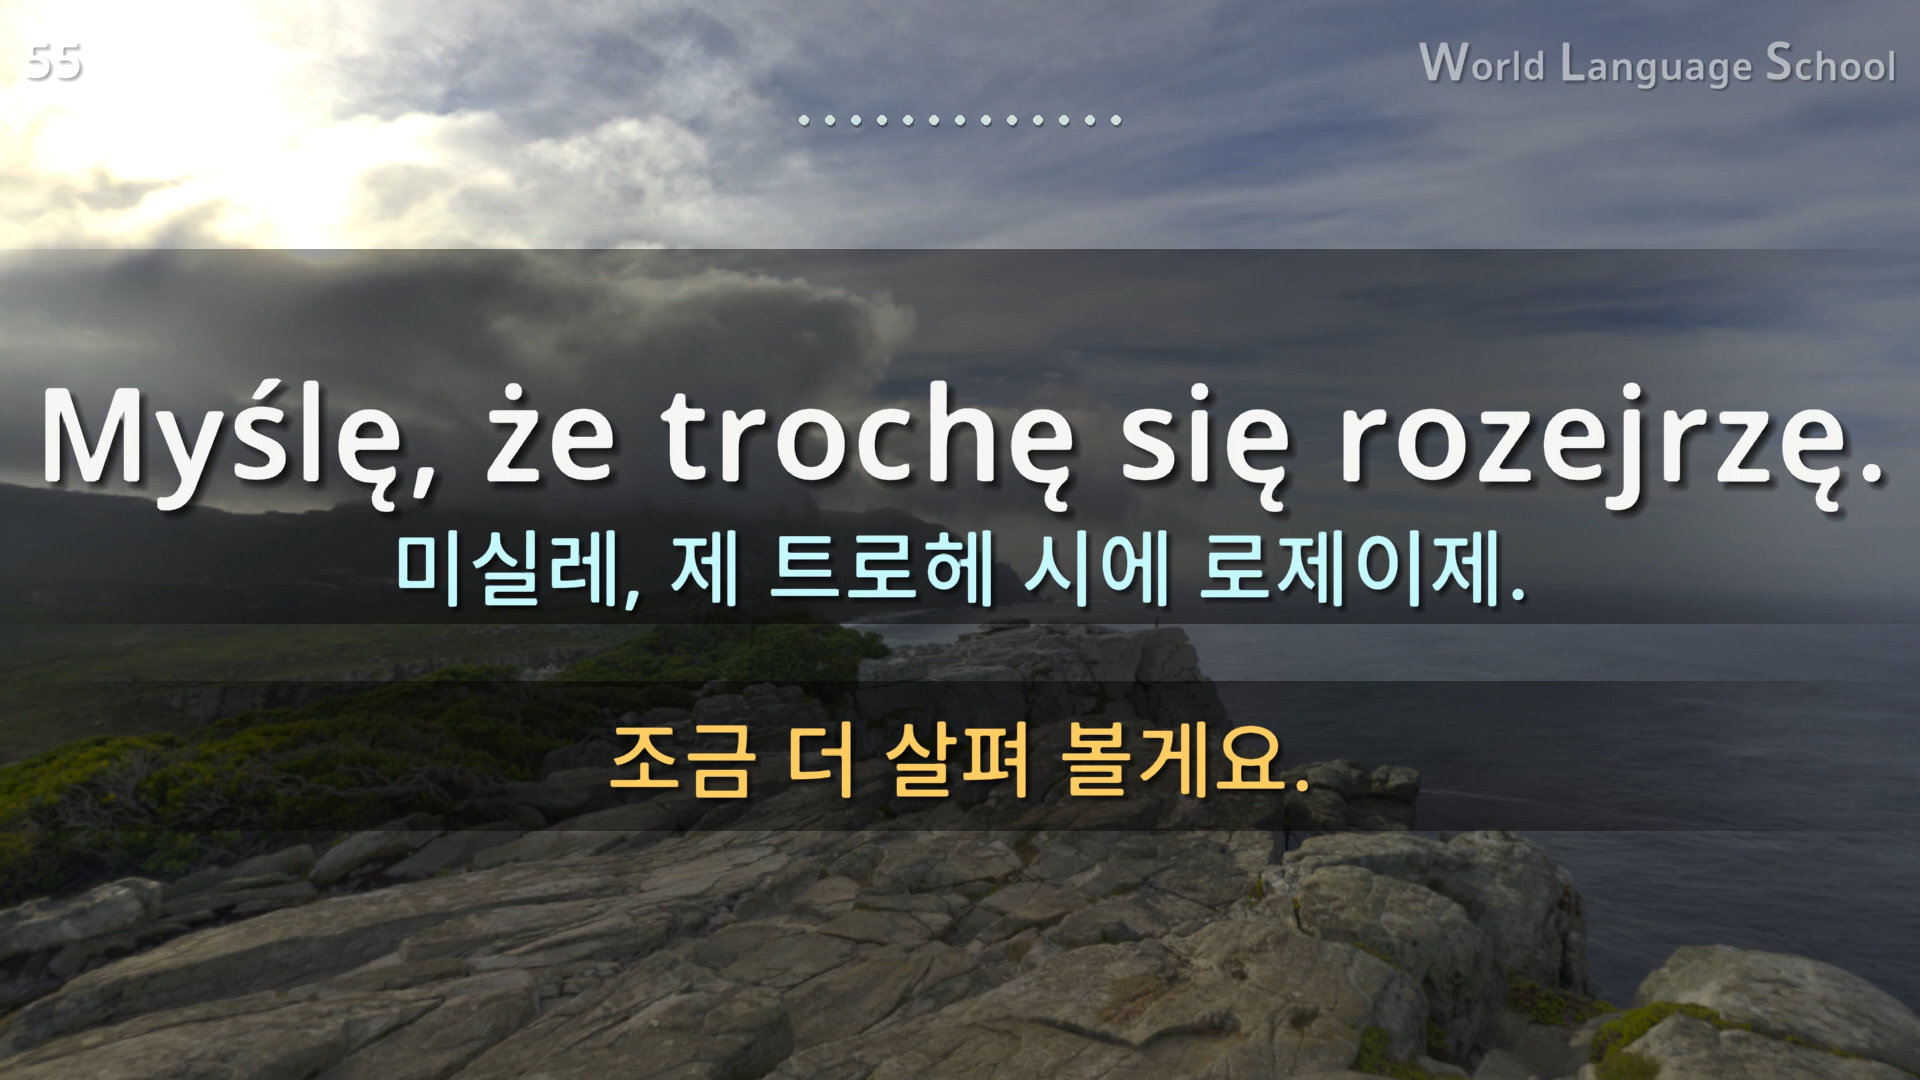 55
World Language School
Myślę, że trochę się rozejrzę.
미실레, 제 트로헤 시에 로제이제.
조금 더 살펴 볼게요.